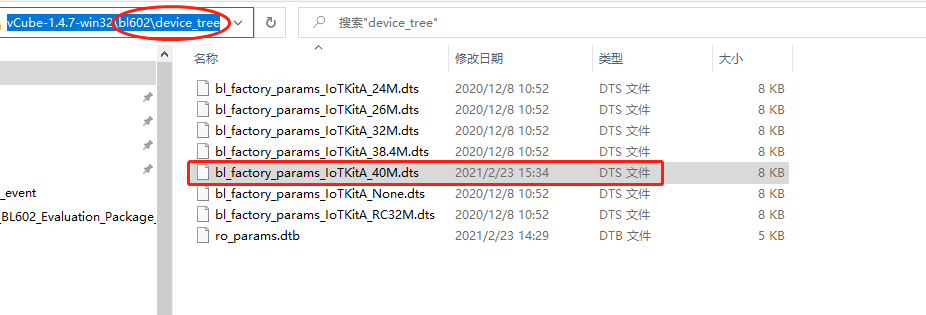 vCube-1.4.7-win32\bl602\device_tree
搜索"device_tree"
名称 修改日期 类型 大小
bl_factory_params_IoTKitA_24M.dts 2020/12/8 10:52 DTS 文件 8 KB
bl_factory_params_IoTKitA_26M.dts 2020/12/8 10:52 DTS 文件 8 KB
bl_factory_params_IoTKitA_32M.dts 2020/12/8 10:52 DTS 文件 8 KB
bl_factory_params_IoTKitA_38.4M.dts 2020/12/8 10:52 DTS 文件 8 KB
bl_factory_params_IoTKitA_40M.dts 2021/2/23 15:34 DTS 文件 8 KB
_event bl_factory_params_IoTKitA_None.dts 2020/12/8 10:52 DTS 文件 8 KB
_BL602_Evaluation_Package_ bl_factory_params_IoTKitA_RC32M.dts 2020/12/8 10:52 DTS 文件 8 KB
ro_params.dtb 2021/2/23 14:29 DTB 文件 5 KB